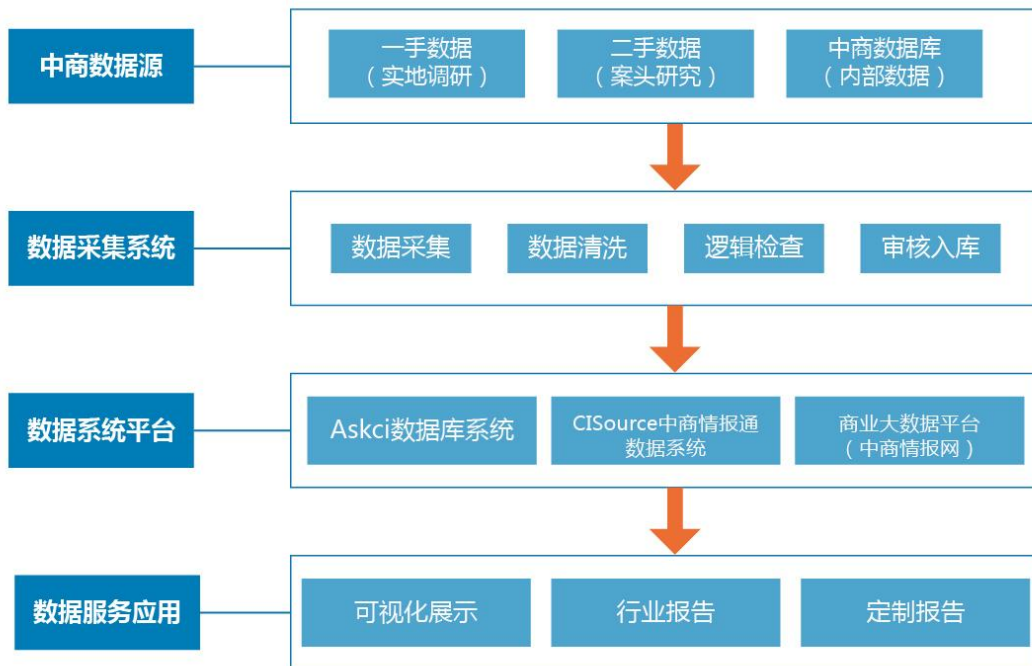 中商数据源
一手数据
（实地调研）
二手数据
（案头研究）
中商数据库
（内部数据）
数据采集系统
数据采集
数据清洗
逻辑检查
审核入库
数据系统平台
Askci数据库系统
CISource中商情报通
数据系统
商业大数据平台
（中商情报网）
数据服务应用
可视化展示
行业报告
定制报告